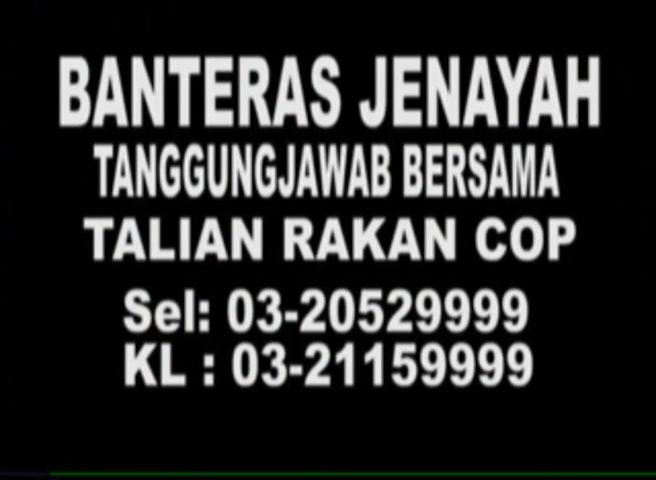 BANTERAS JENAYAH
TANGGUNGJAWAB BERSAMA
TALIAN RAKAN COP
Sel: 03-20529999
KL : 03-21159999